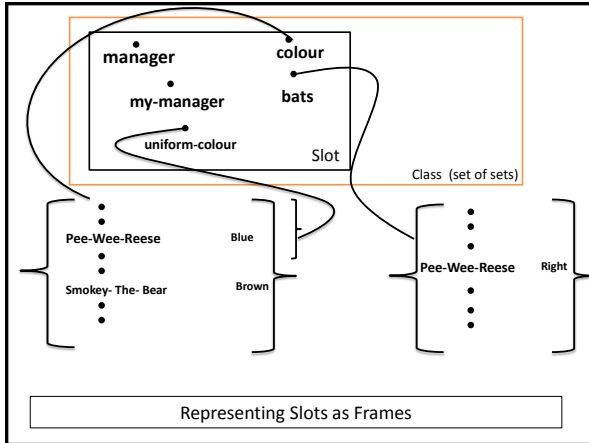 manager
colour
my-manager
bats
uniform-colour
Slot
Class (set of sets)
Pee-Wee-Reese
Blue
Smokey- The- Bear
Brown
Pee-Wee-Reese
Right
Representing Slots as Frames